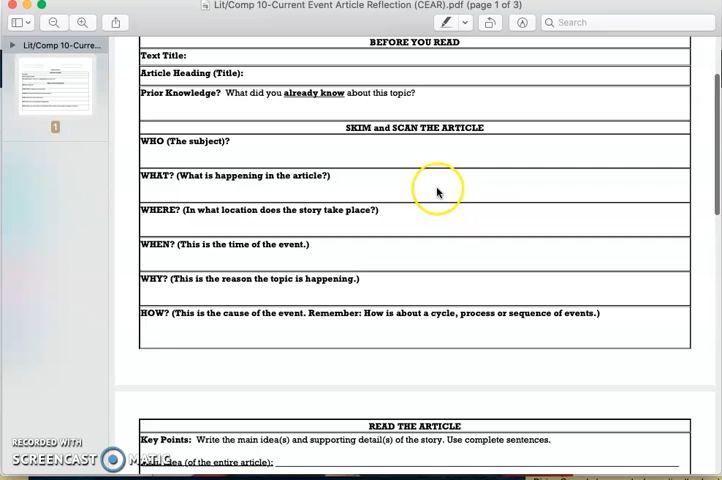 Lit/Comp 10-Current Event Article Reflection (CEAR).pdf (page 1 of 3)
Search
Lit/Comp 10-Curre...
1
BEFORE YOU READ
Text Title:
Article Heading (Title):
Prior Knowledge? What did you already know about this topic?
SKIM and SCAN THE ARTICLE
WHO (The subject)?
WHAT? (What is happening in the article?)
WHERE? (In what location does the story take place?)
WHEN? (This is the time of the event.)
WHY? (This is the reason the topic is happening.)
HOW? (This is the cause of the event. Remember: How is about a cycle, process or sequence of events.)
READ THE ARTICLE
Key Points: Write the main idea(s) and supporting detail(s) of the story. Use complete sentences.
idea (of the entire article):
RECORDED WITH
SCREENCAST MATIC